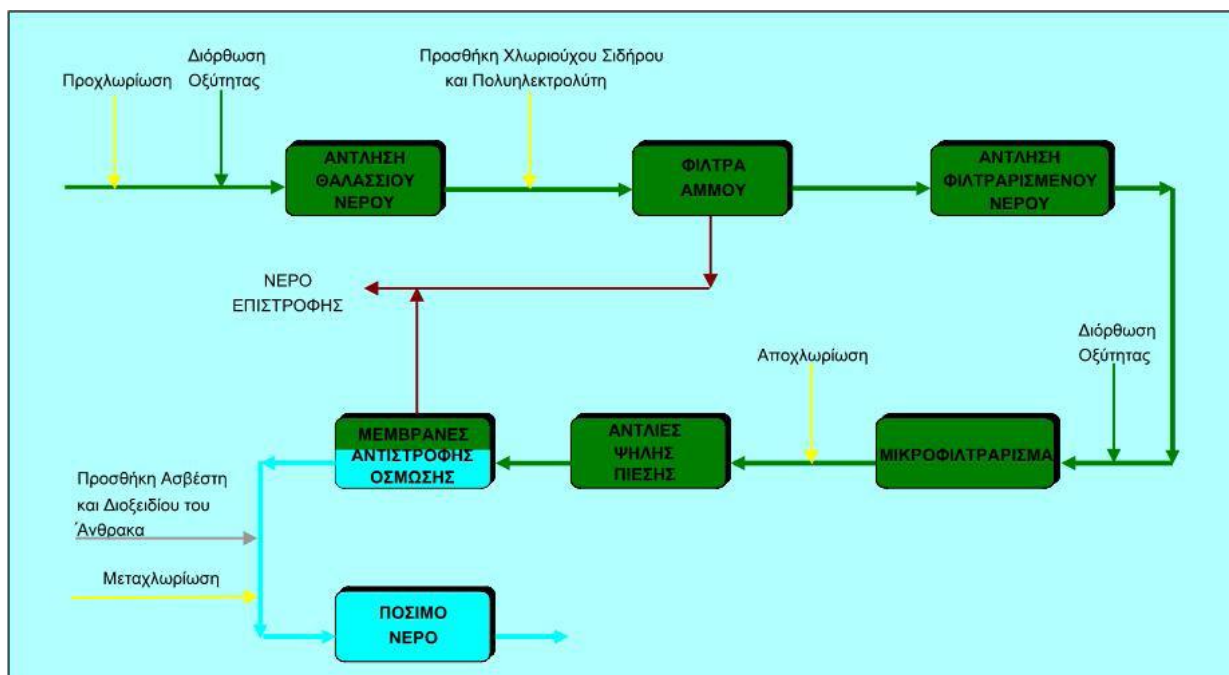 Προχλωρίωση
Διόρθωση
Οξύτητας
Προσθήκη Χλωριούχου Σιδήρου
και Πολυηλεκτρολύτη
ΑΝΤΛΗΣΗ
ΘΑΛΑΣΣΙΟΥ
ΝΕΡΟΥ
ΦΙΛΤΡΑ
ΑΜΜΟΥ
ΑΝΤΛΗΣΗ
ΦΙΛΤΡΑΡΙΣΜΕΝΟΥ
ΝΕΡΟΥ
ΝΕΡΟ
ΕΠΙΣΤΡΟΦΗΣ
Αποχλωρίωση
Διόρθωση
Οξύτητας
ΜΕΜΒΡΑΝΕΣ
ΑΝΤΙΣΤΡΟΦΗΣ
ΟΣΜΩΣΗΣ
ΑΝΤΛΙΕΣ
ΨΗΛΗΣ
ΠΙΕΣΗΣ
ΜΙΚΡΟΦΙΛΤΡΑΡΙΣΜΑ
Προσθήκη Ασβέστη
και Διοξειδίου του
Άνθρακα
Μεταχλωρίωση
ΠΟΣΙΜΟ
ΝΕΡΟ